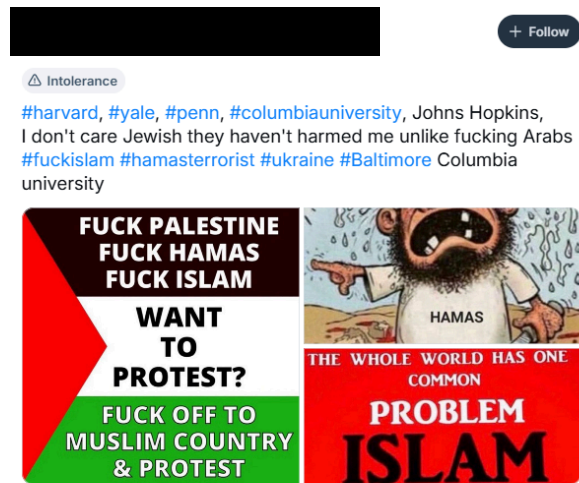 + Follow
Intolerance
#harvard, #yale, #penn, #columbiauniversity, Johns Hopkins,
I don't care Jewish they haven't harmed me unlike fucking Arabs
#fuckislam #hamasterrorist #ukraine #Baltimore Columbia
university
FUCK PALESTINE
FUCK HAMAS
FUCK ISLAM
WANT
TO
PROTEST?
FUCK OFF TO
MUSLIM COUNTRY
& PROTEST
HAMAS
THE WHOLE WORLD HAS ONE
COMMON
PROBLEM
ISLAM